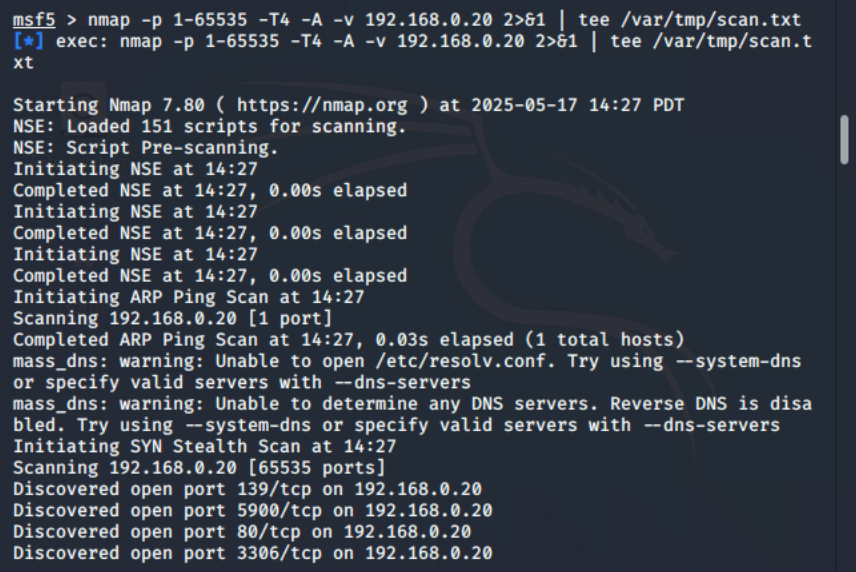 msf5 > nmap -p 1-65535 -T4 -A -v 192.168.0.20 2>&1 | tee /var/tmp/scan.txt
[*] exec: nmap -p 1-65535 -T4 -A -v 192.168.0.20 2>&1 | tee /var/tmp/scan.t
xt
Starting Nmap 7.80 ( https://nmap.org ) at 2025-05-17 14:27 PDT
NSE: Loaded 151 scripts for scanning.
NSE: Script Pre-scanning.
Initiating NSE at 14:27
Completed NSE at 14:27, 0.00s elapsed
Initiating NSE at 14:27
Completed NSE at 14:27, 0.00s elapsed
Initiating NSE at 14:27
Completed NSE at 14:27, 0.00s elapsed
Initiating ARP Ping Scan at 14:27
Scanning 192.168.0.20 [1 port]
Completed ARP Ping Scan at 14:27, 0.03s elapsed (1 total hosts)
mass_dns: warning: Unable to open /etc/resolv.conf. Try using --system-dns
or specify valid servers with --dns-servers
mass_dns: warning: Unable to determine any DNS servers. Reverse DNS is disa
bled. Try using --system-dns or specify valid servers with --dns-servers
Initiating SYN Stealth Scan at 14:27
Scanning 192.168.0.20 [65535 ports]
Discovered open port 139/tcp on 192.168.0.20
Discovered open port 5900/tcp on 192.168.0.20
Discovered open port 80/tcp on 192.168.0.20
Discovered open port 3306/tcp on 192.168.0.20